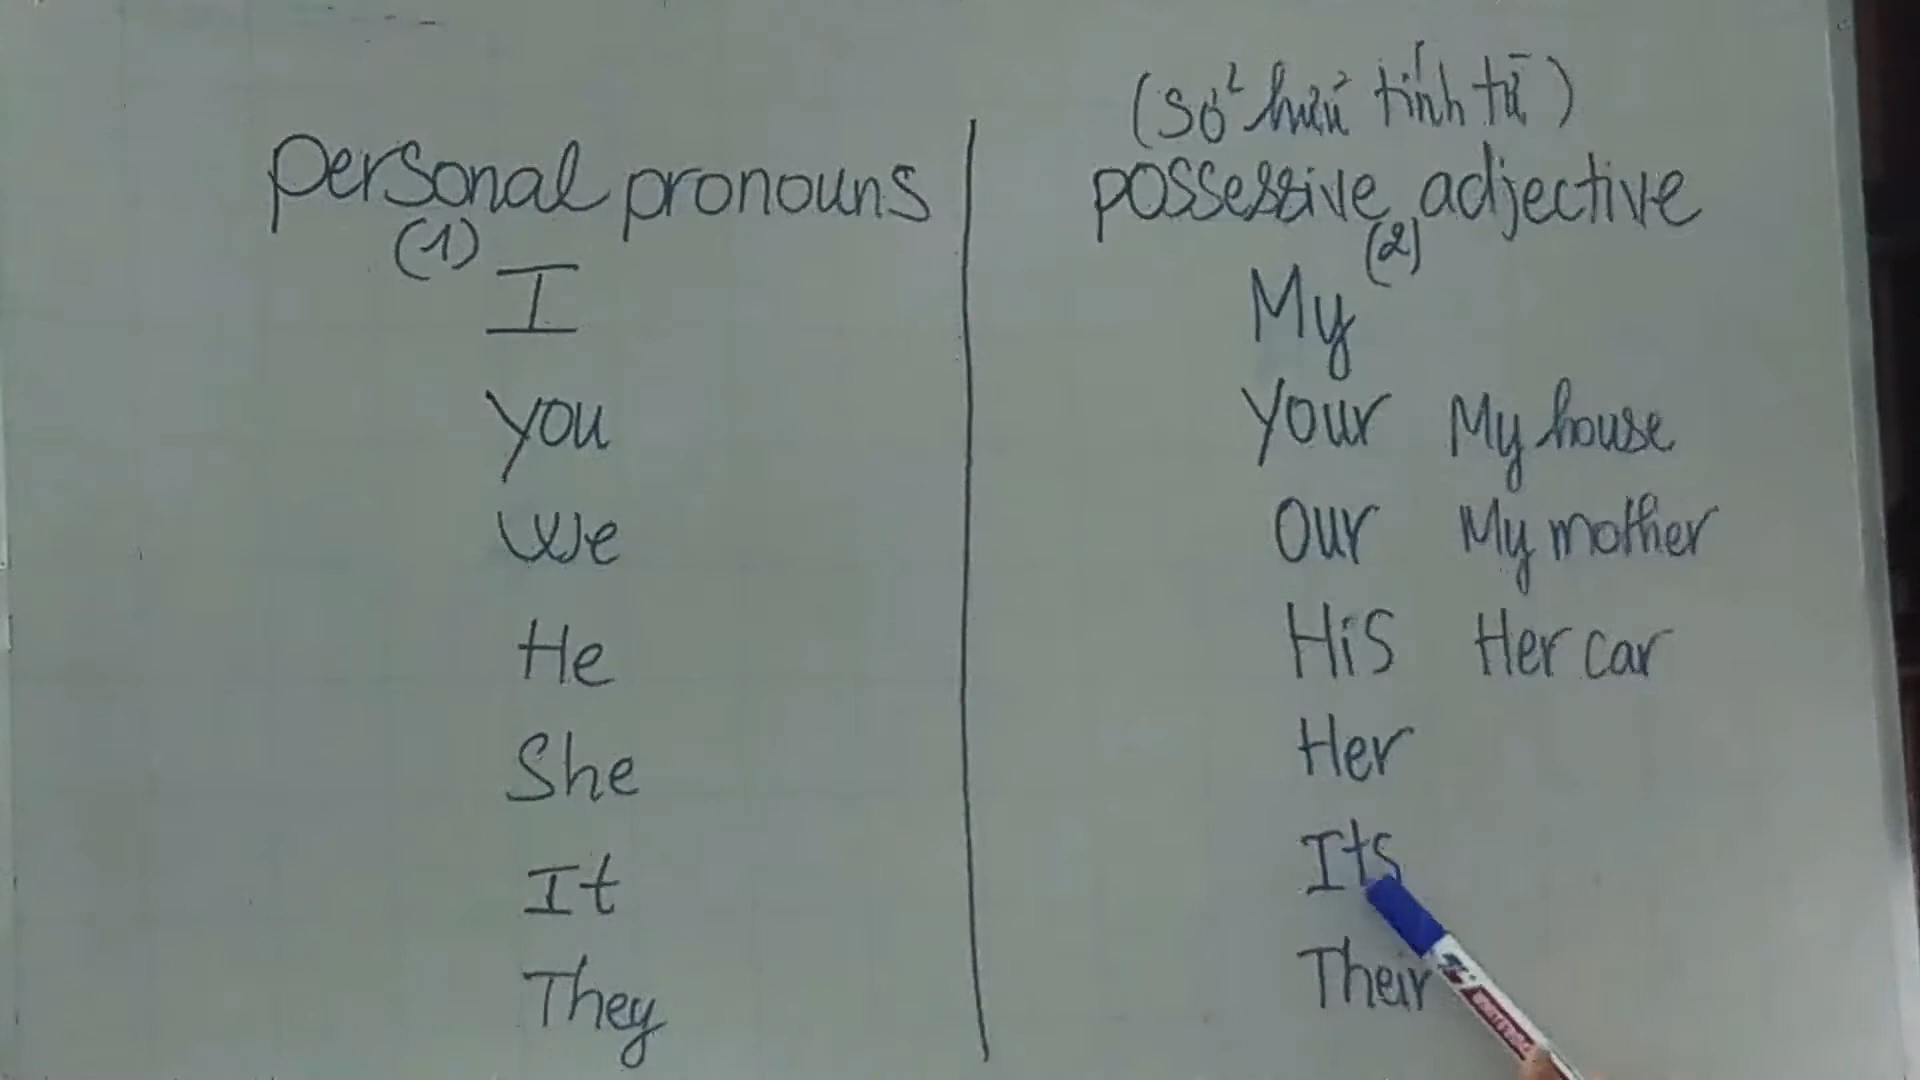 (sở hữu tính từ)
personal pronouns
possessive adjective
(1)
(2)
I
My
you
your
My house
We
Our
My mother
He
His
Her car
She
Her
It
Its
They
Their